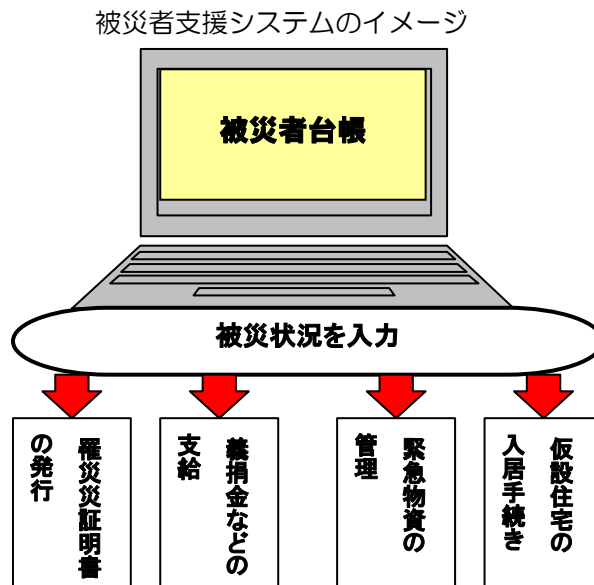 被災者支援システムのイメージ
被災者台帳
被災状況を入力
罹災災証明書
の発行
義捐金などの
支給
緊急物資の
管理
仮設住宅の
入居手続き